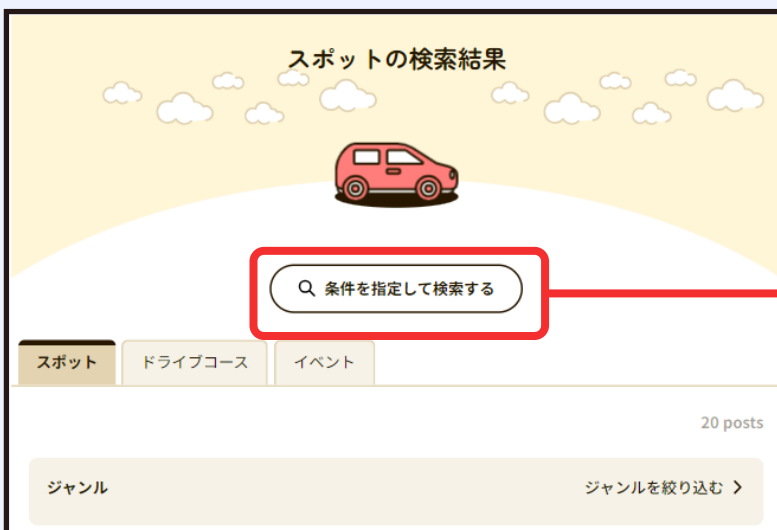 スポットの検索結果
条件を指定して検索する
スポット ドライブコース イベント
20 posts
ジャンル ジャンルを絞り込む